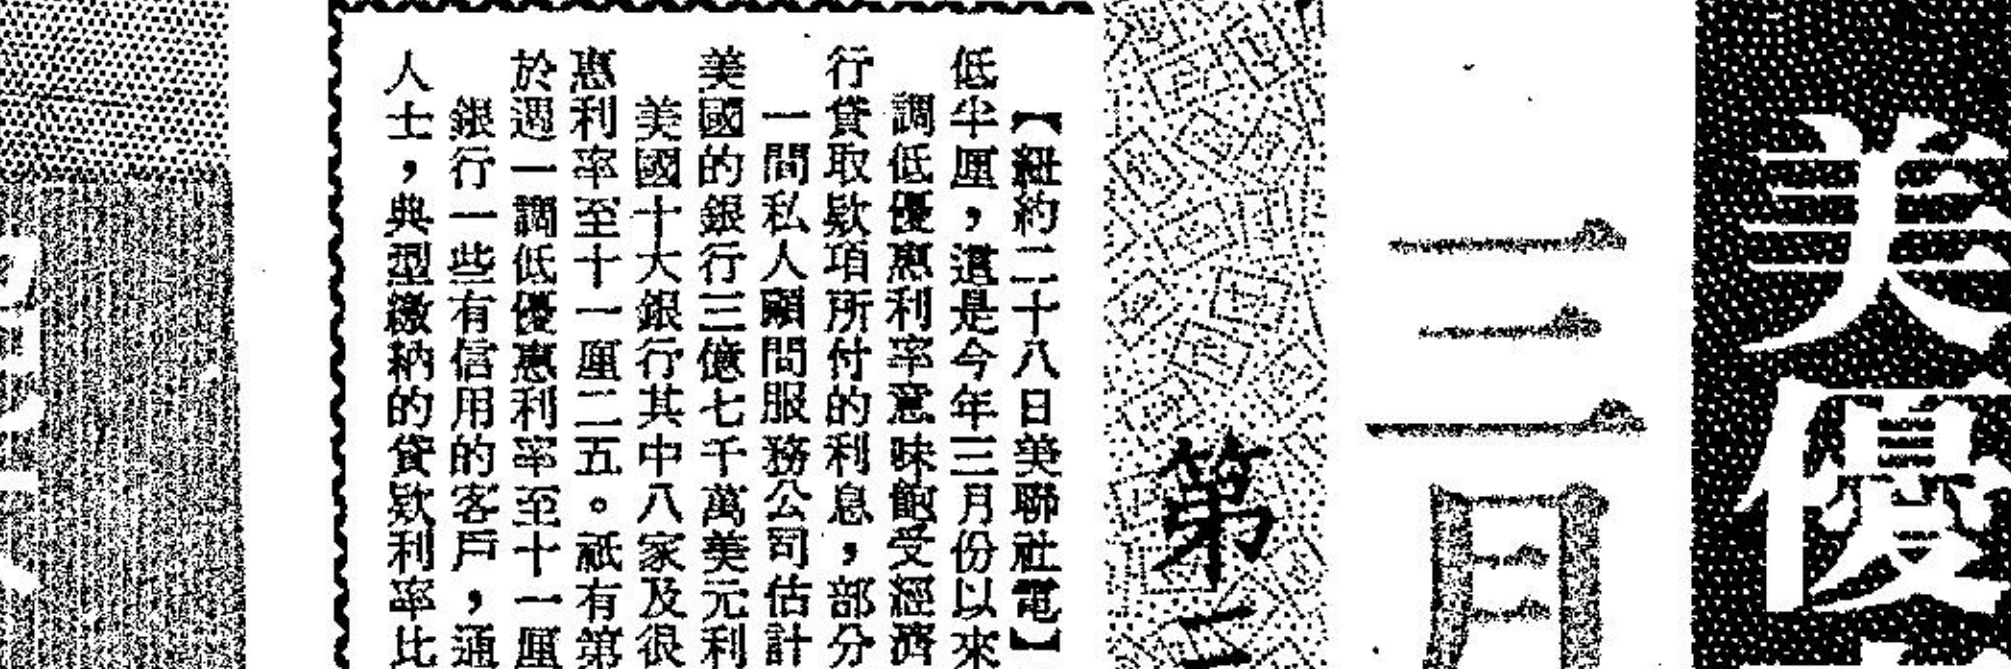 美優
三月
第二
【紐約二十八日美聯社電】
低半厘，這是今年三月份以來
調低優惠利率意味飽受經濟
行貸取欵項所付的利息，部分
一間私人顧問服務公司估計
美國的銀行三億七千萬美元利
美國十大銀行其中八家及很
惠利率至十一厘二五。祇有第
於週一調低優惠利率至十一厘
銀行一些有信用的客戶，通
人士，典型繳納的貸欵利率比